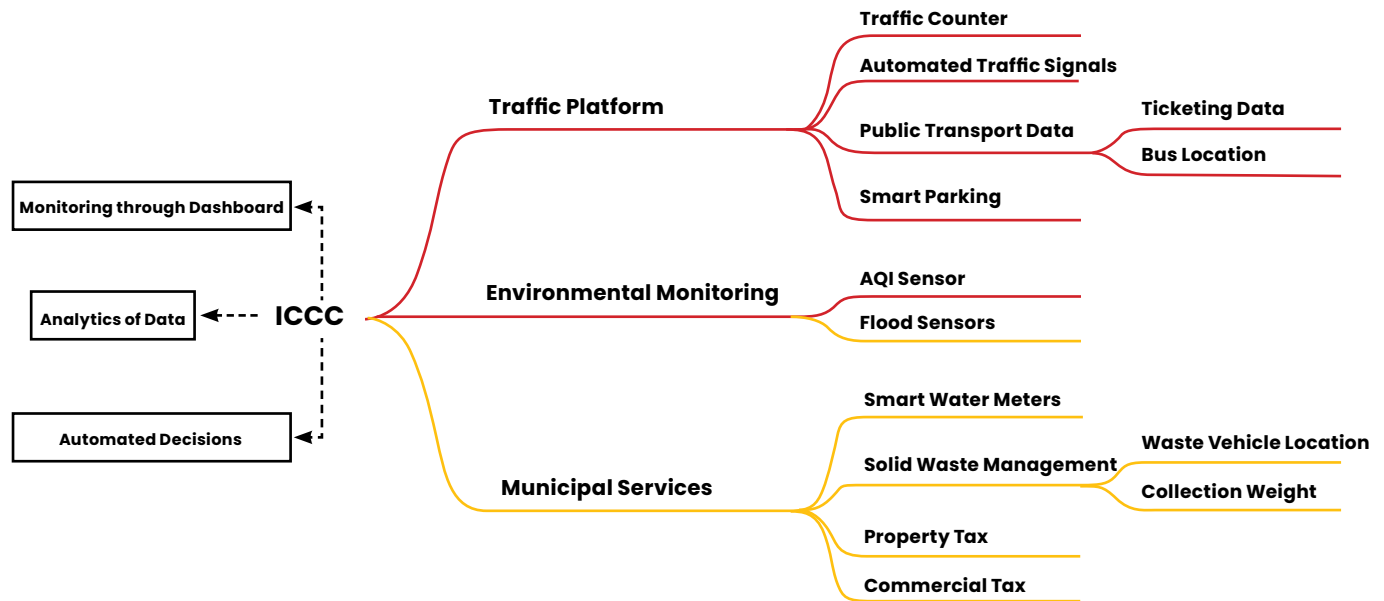 Traffic Counter
Automated Traffic Signals
Traffic Platform
Public Transport Data
Ticketing Data
Bus Location
Smart Parking
Monitoring through Dashboard
AQI Sensor
Environmental Monitoring
Flood Sensors
Analytics of Data
ICCC
Smart Water Meters
Automated Decisions
Solid Waste Management
Waste Vehicle Location
Collection Weight
Municipal Services
Property Tax
Commercial Tax